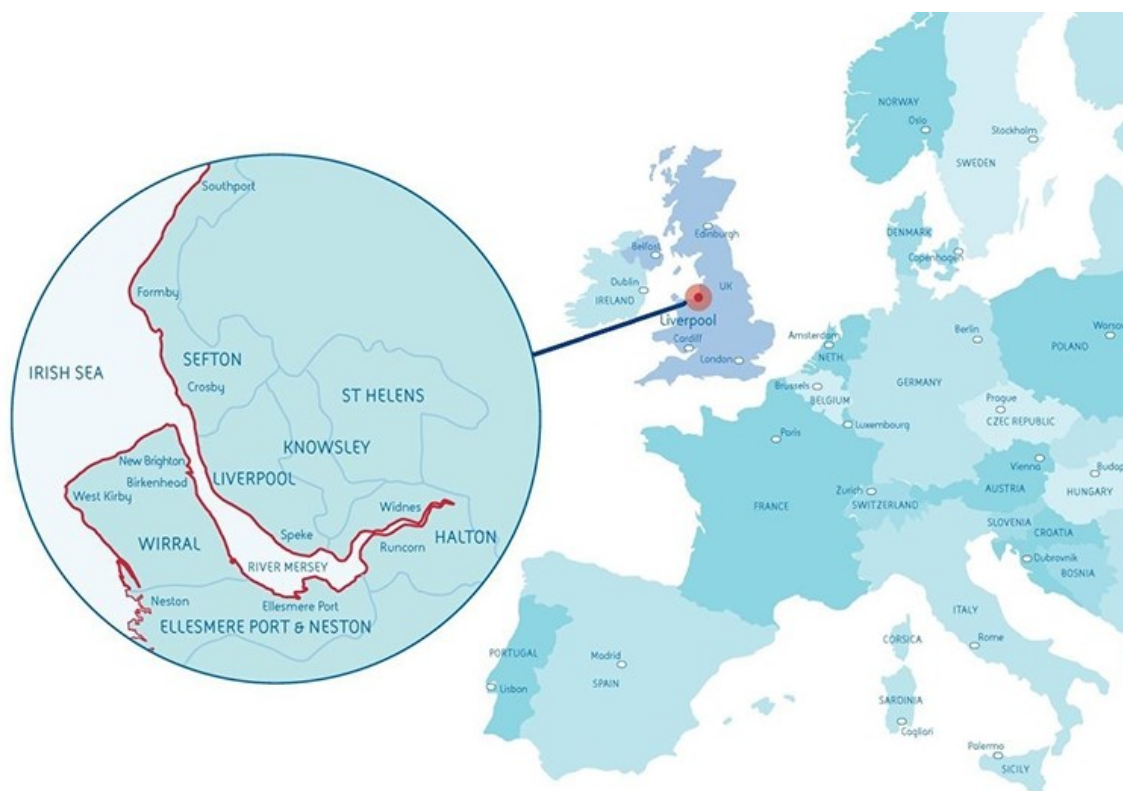 Southport
Formby
IRISH SEA
SEFTON
Crosby
ST HELENS
KNOWSLEY
New Brighton
LIVERPOOL
Birkenhead
West Kirby
Widnes
Speke
HALTON
WIRRAL
Runcorn
RIVER MERSEY
Neston
Ellesmere Port
ELLESMERE PORT & NESTON
NORWAY
Oslo
Stockholm
SWEDEN
Edinburgh
DENMARK
Copenhagen
Belfast
Dublin
IRELAND
UK
Liverpool
Cardiff
London
Amsterdam
NETH
Berlin
Warsaw
POLAND
Brussels
BELGIUM
GERMANY
Prague
CZEC REPUBLIC
Luxembourg
Paris
Vienna
Budap
Zurich
AUSTRIA
HUNGARY
SWITZERLAND
FRANCE
SLOVENIA
CROATIA
Dubrovnik
BOSNIA
ITALY
CORSICA
Rome
PORTUGAL
Madrid
SPAIN
Lisbon
SARDINIA
Cagliari
Palermo
SICILY